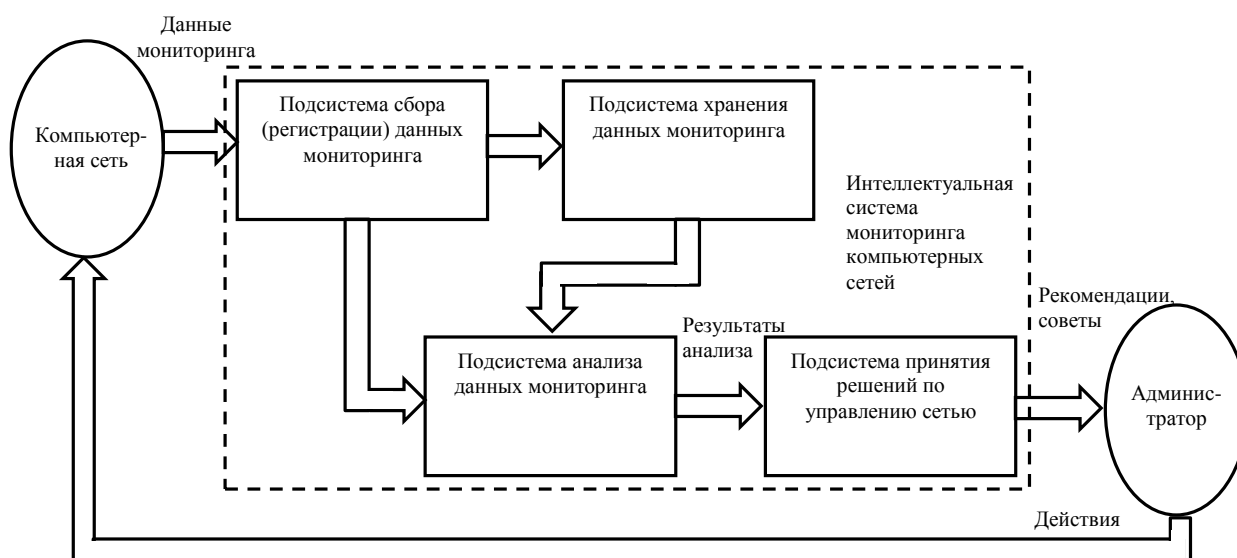 Данные
мониторинга
Компьютер-
ная сеть
Подсистема сбора
(регистрации) данных
мониторинга
Подсистема хранения
данных мониторинга
Интеллектуальная
система
мониторинга
компьютерных
сетей
Подсистема анализа
данных мониторинга
Результаты
анализа
Подсистема принятия
решений по
управлению сетью
Рекомендации,
советы
Админис-
тратор
Действия